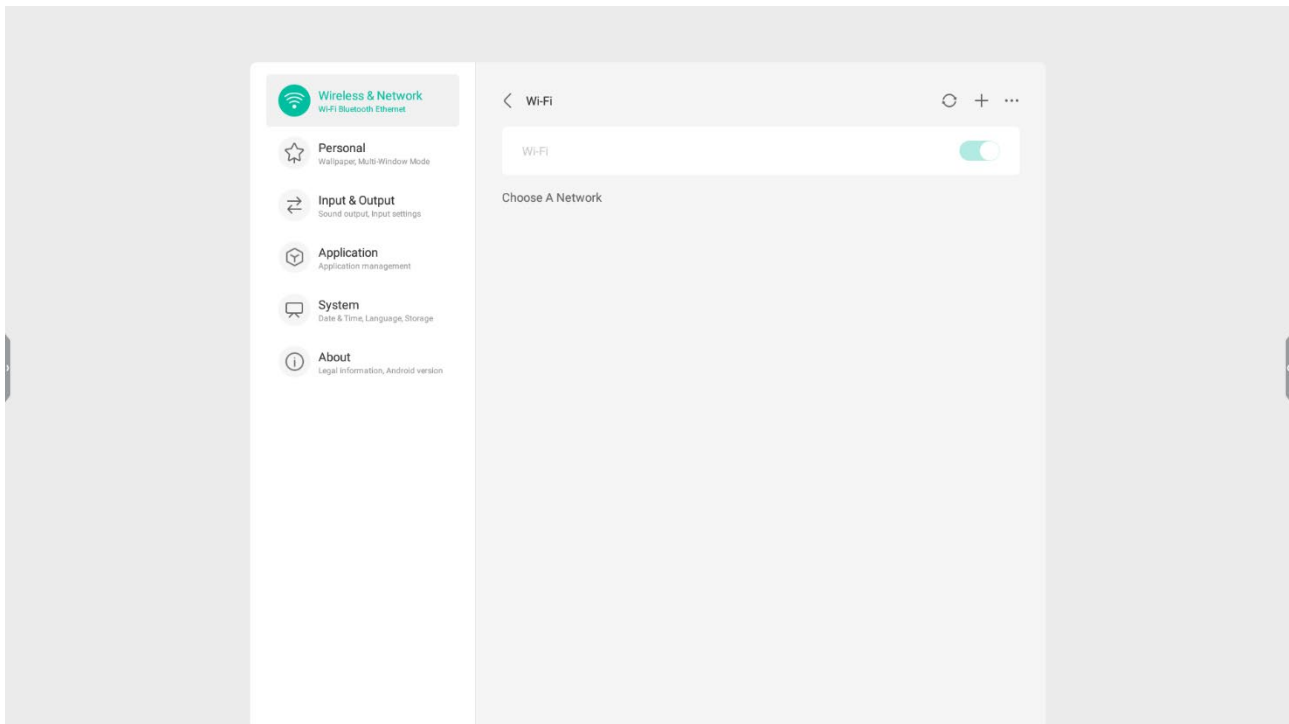 Wireless & Network
Wi-Fi Bluetooth Ethernet
Personal
Wallpaper, Multi-Window Mode
Input & Output
Sound output, Input settings
Application
Application management
System
Date & Time, Language, Storage
About
Legal information, Android version
Wi-Fi
Wi-Fi
Choose A Network